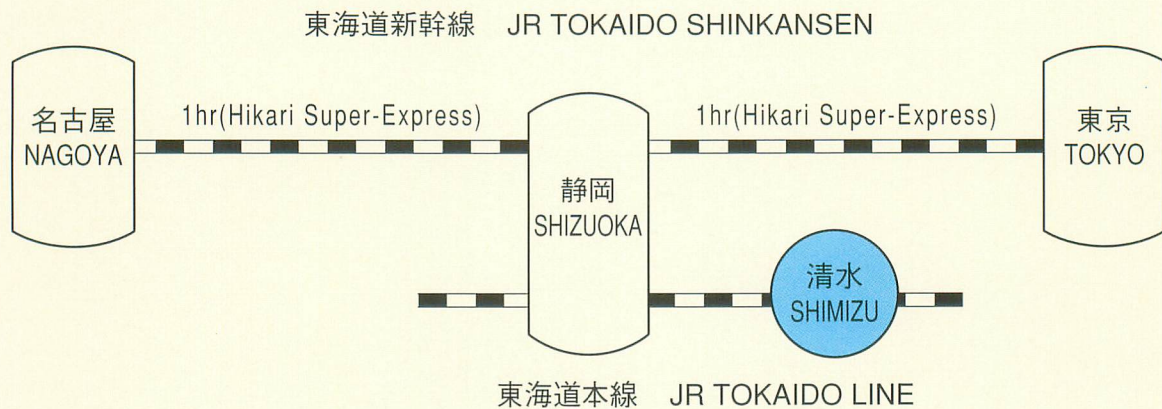 東海道新幹線 JR TOKAIDO SHINKANSEN
名古屋
NAGOYA
1hr(Hikari Super-Express)
静岡
SHIZUOKA
1hr(Hikari Super-Express)
東京
TOKYO
清水
SHIMIZU
東海道本線 JR TOKAIDO LINE